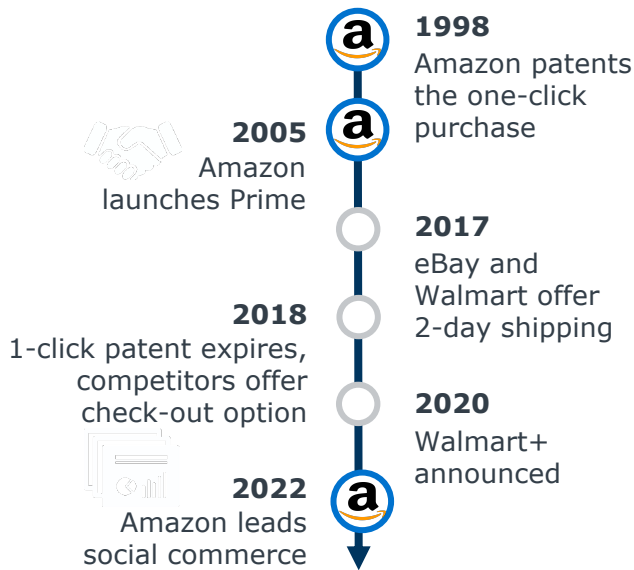 1998
Amazon patents
the one-click
purchase
2005
Amazon
launches Prime
2017
eBay and
Walmart offer
2-day shipping
2018
1-click patent expires,
competitors offer
check-out option
2020
Walmart+
announced
2022
Amazon leads
social commerce
a
a
a